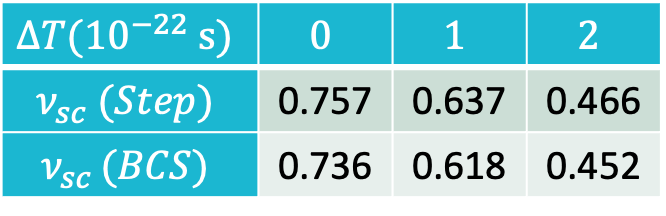 ΔT(10⁻²² s) 0 1 2
ν_sc (Step) 0.757 0.637 0.466
ν_sc (BCS) 0.736 0.618 0.452